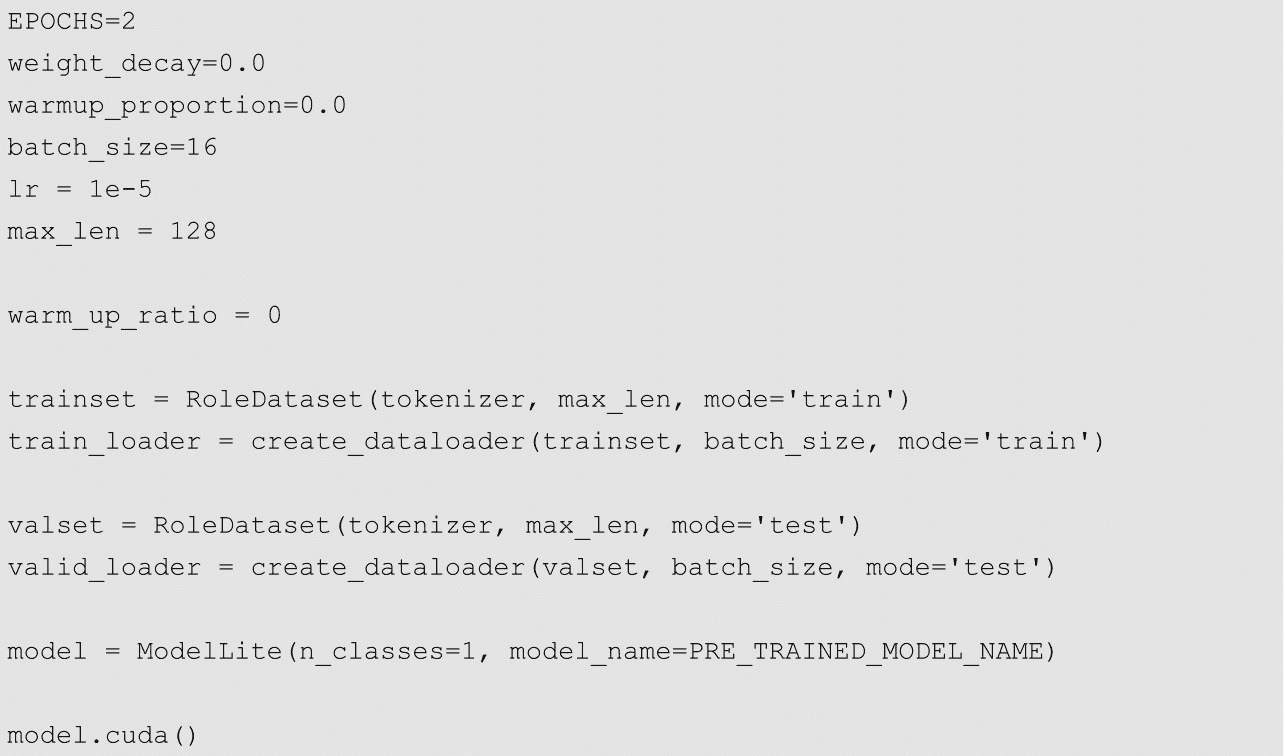 EPOCHS=2
weight_decay=0.0
warmup_proportion=0.0
batch_size=16
lr = 1e-5
max_len = 128
warm_up_ratio = 0
trainset = RoleDataset(tokenizer, max_len, mode='train')
train_loader = create_dataloader(trainset, batch_size, mode='train')
valset = RoleDataset(tokenizer, max_len, mode='test')
valid_loader = create_dataloader(valset, batch_size, mode='test')
model = ModelLite(n_classes=1, model_name=PRE_TRAINED_MODEL_NAME)
model.cuda()